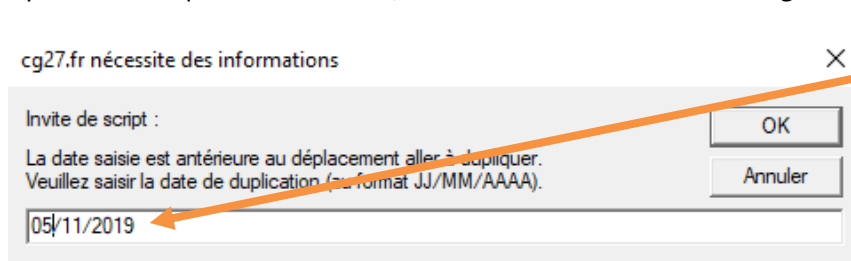 cg27.fr nécessite des informations
Invite de script :
OK
La date saisie est antérieure au déplacement aller à dupliquer.
Veuillez saisir la date de duplication (au format JJ/MM/AAAA).
Annuler
05/11/2019